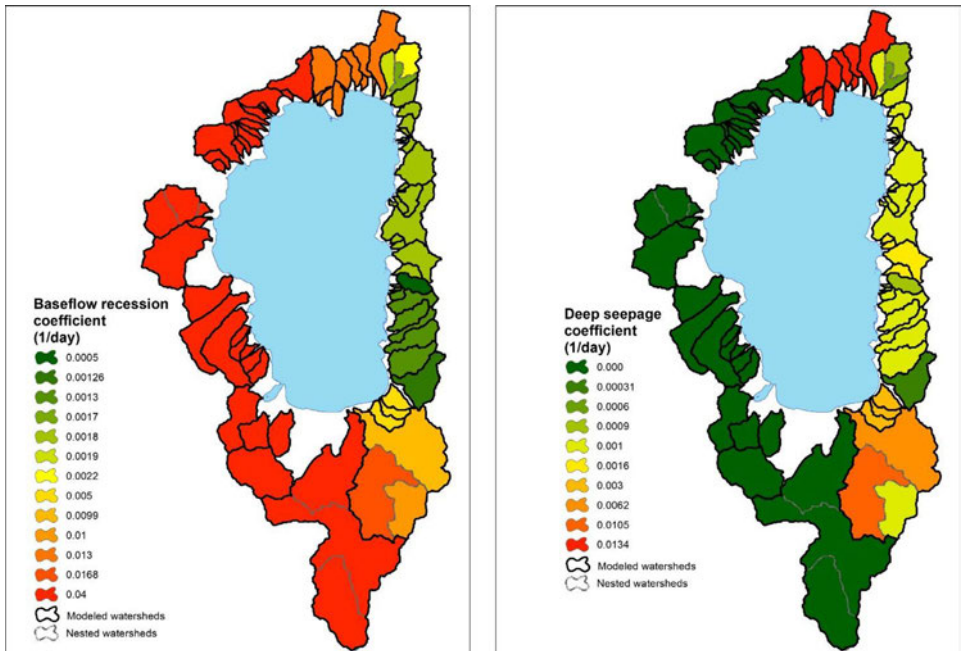 Baseflow recession
coefficient
(1/day)
0.0005
0.00126
0.0013
0.0017
0.0018
0.0019
0.0022
0.005
0.0099
0.01
0.013
0.0168
0.04
Modeled watersheds
Nested watersheds
Deep seepage
coefficient
(1/day)
0.000
0.00031
0.0006
0.0009
0.001
0.0016
0.003
0.0062
0.0105
0.0134
Modeled watersheds
Nested watersheds